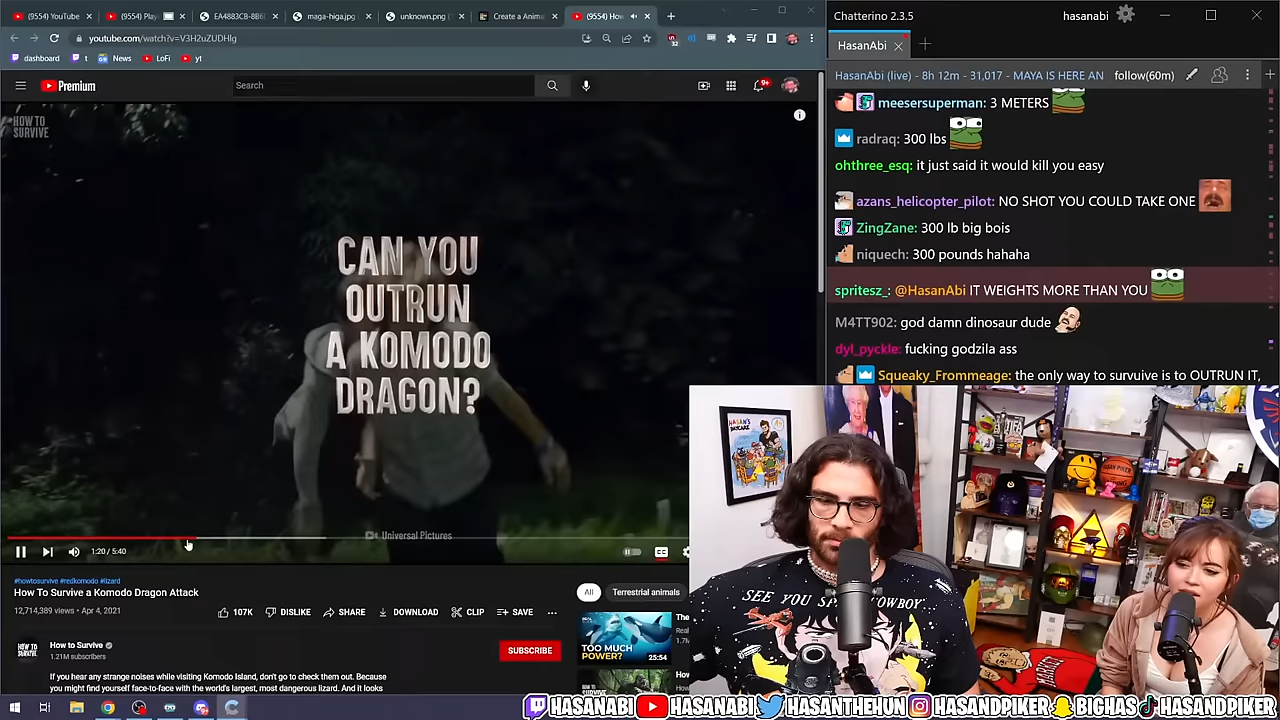 (9554) YouTube
(9554) Play
EA4883CB-8B6
maga-higa.jpg
unknown.png
Create a Anima
(9554) How
youtube.com/watch?v=V3H2uZUDHlg
dashboard
t
News
LoFi
yt
Premium
Search
9+
HOW TO
SURVIVE
CAN YOU
OUTRUN
A KOMODO
DRAGON?
Universal Pictures
1:20 / 5:40
CC
#howtosurvive #redkomodo #lizard
How To Survive a Komodo Dragon Attack
12,714,389 views • Apr 4, 2021
107K
DISLIKE
SHARE
DOWNLOAD
CLIP
SAVE
How to Survive
1.21M subscribers
SUBSCRIBE
If you hear any strange noises while visiting Komodo Island, don't go to check them out. Because
you might find yourself face-to-face with the world's largest, most dangerous lizard. And it looks
All
Terrestrial animals
TOO MUCH
POWER?
25:54
The
Chatterino 2.3.5
hasanabi
HasanAbi
HasanAbi (live) - 8h 12m - 31,017 - MAYA IS HERE AN
follow(60m)
meesersuperman: 3 METERS
radraq: 300 lbs
ohthree_esq: it just said it would kill you easy
azans_helicopter_pilot: NO SHOT YOU COULD TAKE ONE
ZingZane: 300 lb big bois
niquech: 300 pounds hahaha
spritesz_: @HasanAbi IT WEIGHTS MORE THAN YOU
M4TT902: god damn dinosaur dude
dyl_pyckle: fucking godzila ass
Squeaky_Frommeage: the only way to survuive is to OUTRUN IT,
SEE YOU SP COWBOY
HASANABI
HASANABI
HASANTHEHUN
HASANDPIKER
BIGHAS
HASANDPIKER